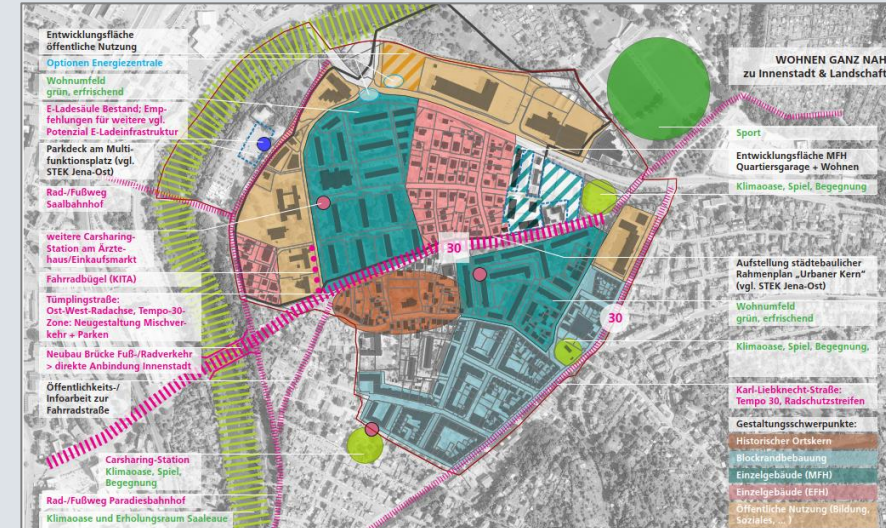 Entwicklungsfläche
öffentliche Nutzung
Optionen Energiezentrale
Wohnumfeld
grün, erfrischend
E-Ladesäule Bestand; Emp-
fehlungen für weitere vgl.
Potenzial E-Ladeinfrastruktur
Parkdeck am Multi-
funktionsplatz (vgl.
STEK Jena-Ost)
Rad-/Fußweg
Saalbahnhof
weitere Carsharing-
Station am Ärzte-
haus/Einkaufsmarkt
Fahrradbügel (KITA)
Tümplingstraße:
Ost-West-Radachse, Tempo-30-
Zone: Neugestaltung Mischver-
kehr + Parken
Neubau Brücke Fuß-/Radverkehr
> direkte Anbindung Innenstadt
Öffentlichkeits-/
Infoarbeit zur
Fahrradstraße
Carsharing-Station
Klimaoase, Spiel,
Begegnung
Rad-/Fußweg Paradiesbahnhof
Klimaoase und Erholungsraum Saaleaue
30
30
WOHNEN GANZ NAH
zu Innenstadt & Landschaft
Sport
Entwicklungsfläche MFH
Quartiersgarage + Wohnen
Klimaoase, Spiel, Begegnung
Aufstellung städtebaulicher
Rahmenplan „Urbaner Kern“
(vgl. STEK Jena-Ost)
Wohnumfeld
grün, erfrischend
Klimaoase, Spiel, Begegnung,
Karl-Liebknecht-Straße:
Tempo 30, Radschutzstreifen
Gestaltungsschwerpunkte:
Historischer Ortskern
Blockrandbebauung
Einzelgebäude (MFH)
Einzelgebäude (EFH)
Öffentliche Nutzung (Bildung,
Soziales, ... )